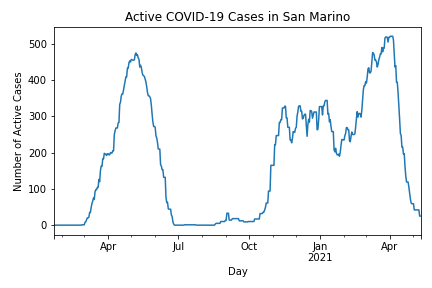 Active COVID-19 Cases in San Marino
Number of Active Cases
500
400
300
200
100
0
Apr Jul Oct Jan Apr
2021
Day